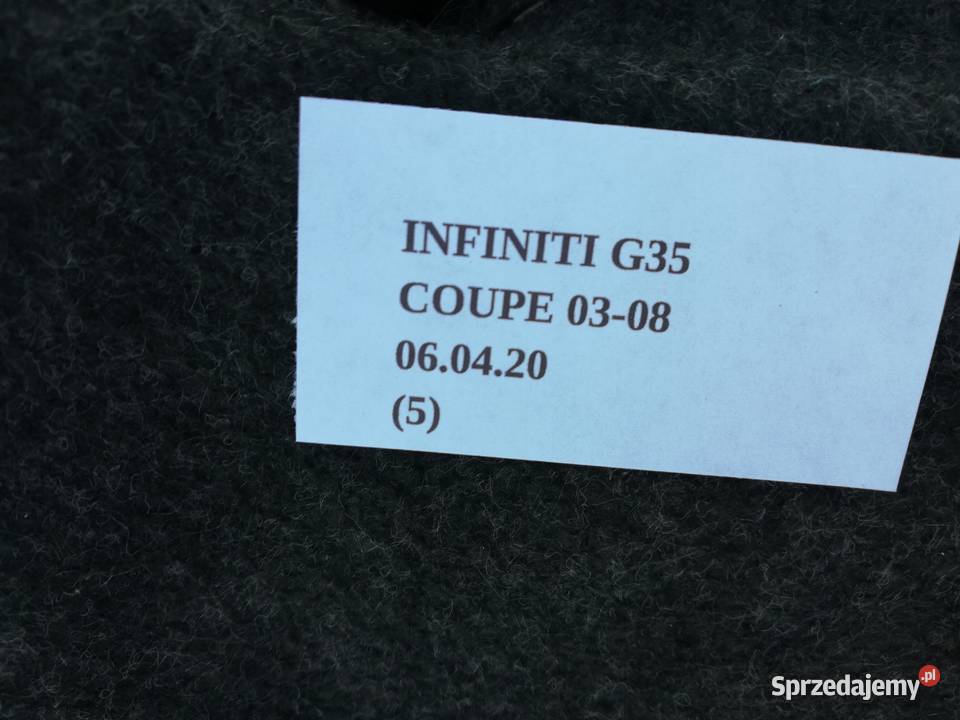 INFINITI G35
COUPE 03-08
06.04.20
(5)
Sprzedajemy.pl